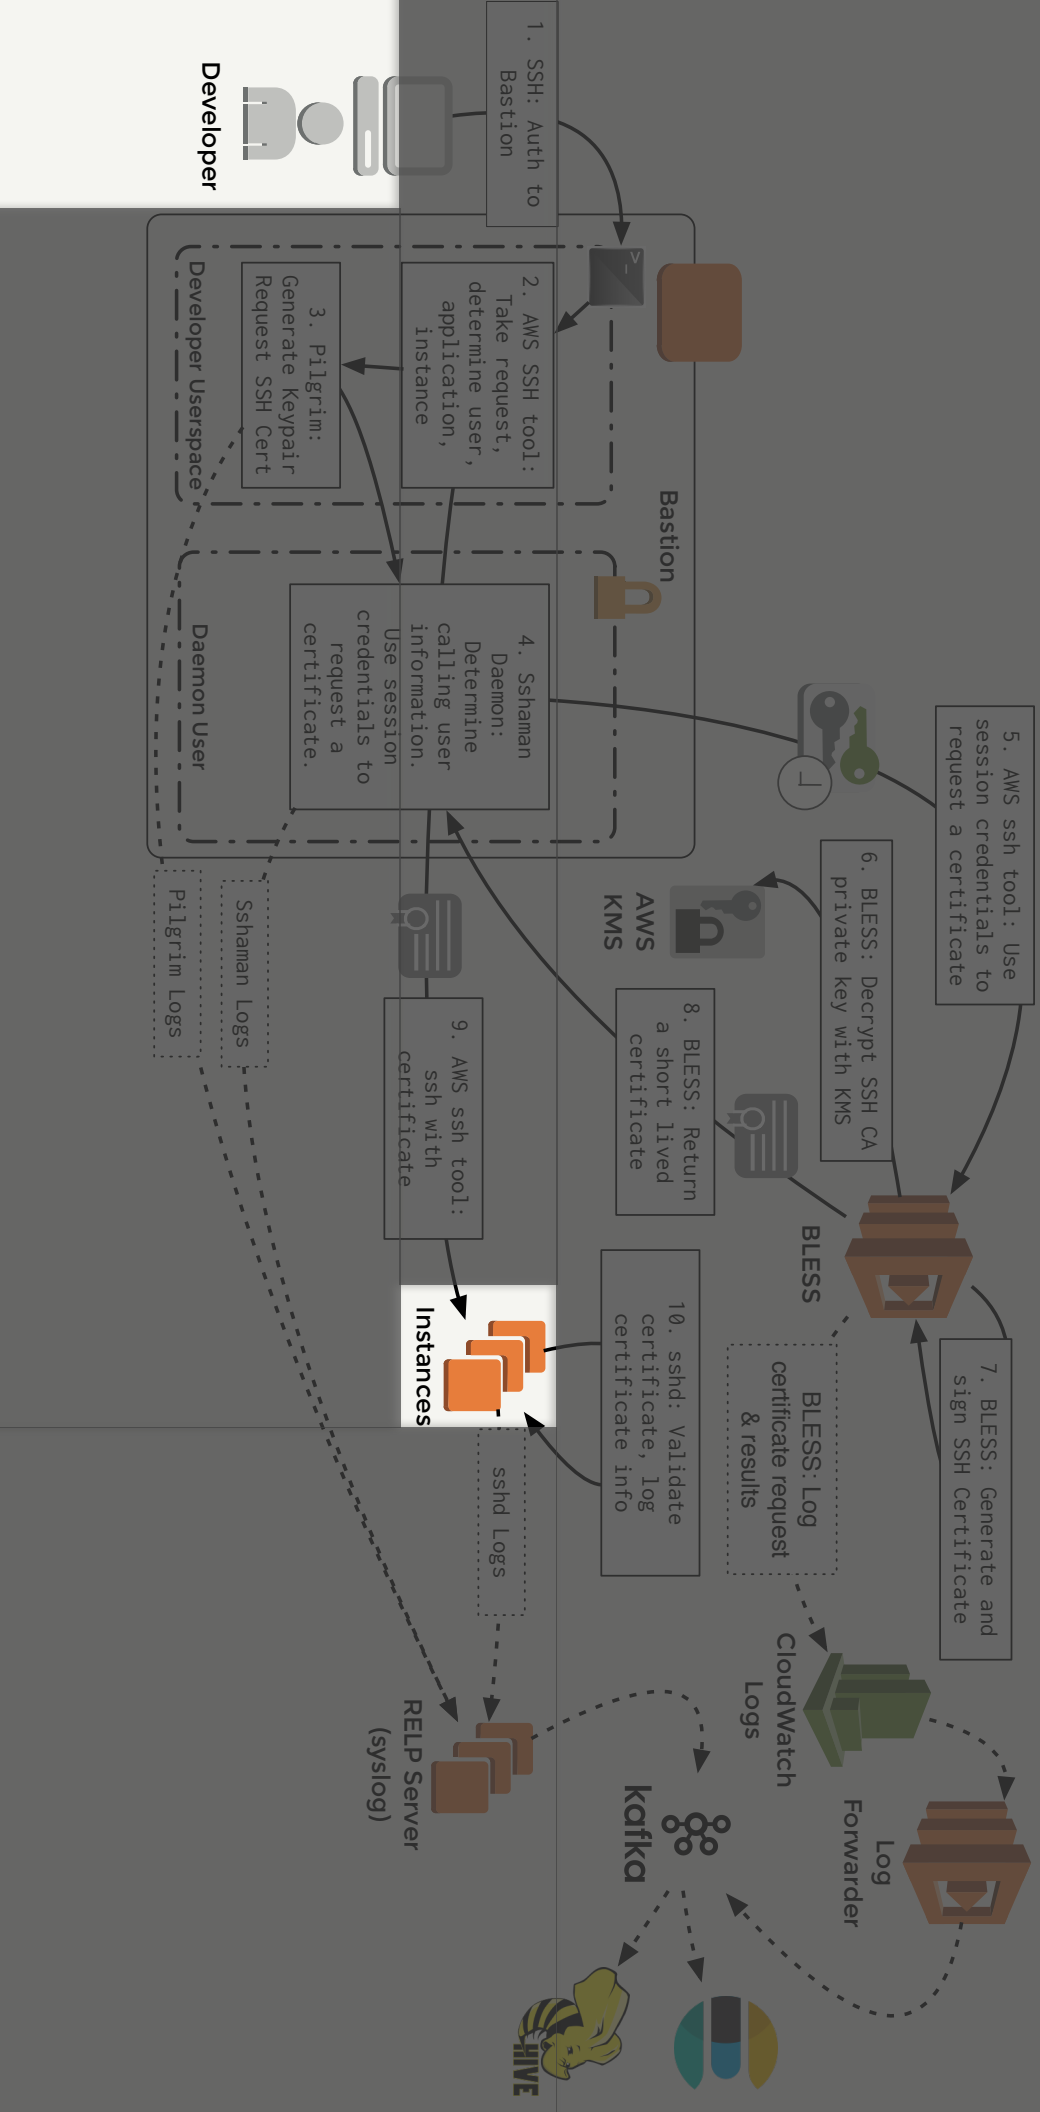 Developer
1. SSH: Auth to
Bastion
Bastion
2. AWS SSH tool:
Take request,
determine user,
application,
instance
3. Pilgrim:
Generate Keypair
Request SSH Cert
Developer Userspace
4. Sshaman
Daemon:
Determine
calling user
information.
Use session
credentials to
request a
certificate.
Daemon User
5. AWS ssh tool: Use
session credentials to
request a certificate
6. BLESS: Decrypt SSH CA
private key with KMS
AWS
KMS
BLESS
7. BLESS: Generate and
sign SSH Certificate
8. BLESS: Return
a short lived
certificate
9. AWS ssh tool:
ssh with
certificate
Instances
10. sshd: Validate
certificate, log
certificate info
BLESS: Log
certificate request
& results
Sshaman Logs
Pilgrim Logs
sshd Logs
CloudWatch
Logs
Log
Forwarder
RELP Server
(syslog)
kafka
HIVE